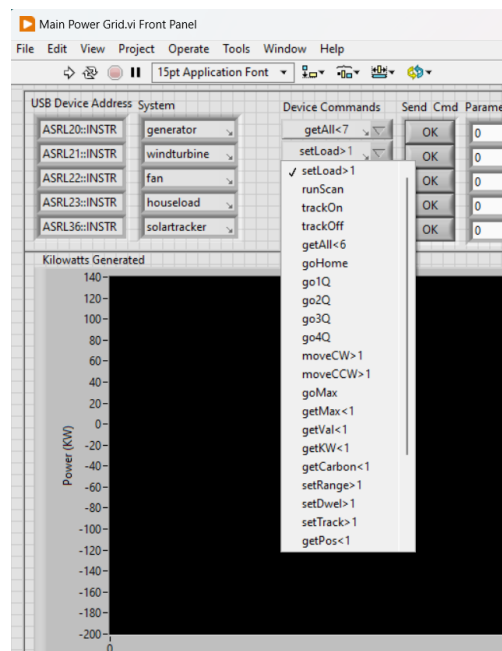 Main Power Grid.vi Front Panel
File Edit View Project Operate Tools Window Help
15pt Application Font
USB Device Address System Device Commands Send Cmd Parame
ASRL20::INSTR generator getAll<7 OK 0
ASRL21::INSTR windturbine setLoad>1 OK 0
ASRL22::INSTR fan OK 0
ASRL23::INSTR houseload OK 0
ASRL36::INSTR solartracker OK 0
✓ setLoad>1
runScan
trackOn
trackOff
getAll<6
goHome
go1Q
go2Q
go3Q
go4Q
moveCW>1
moveCCW>1
goMax
getMax<1
getVal<1
getKW<1
getCarbon<1
setRange>1
setDwel>1
setTrack>1
getPos<1
Kilowatts Generated
Power (KW)
140
120
100
80
60
40
20
0
-20
-40
-60
-80
-100
-120
-140
-160
-180
-200
0